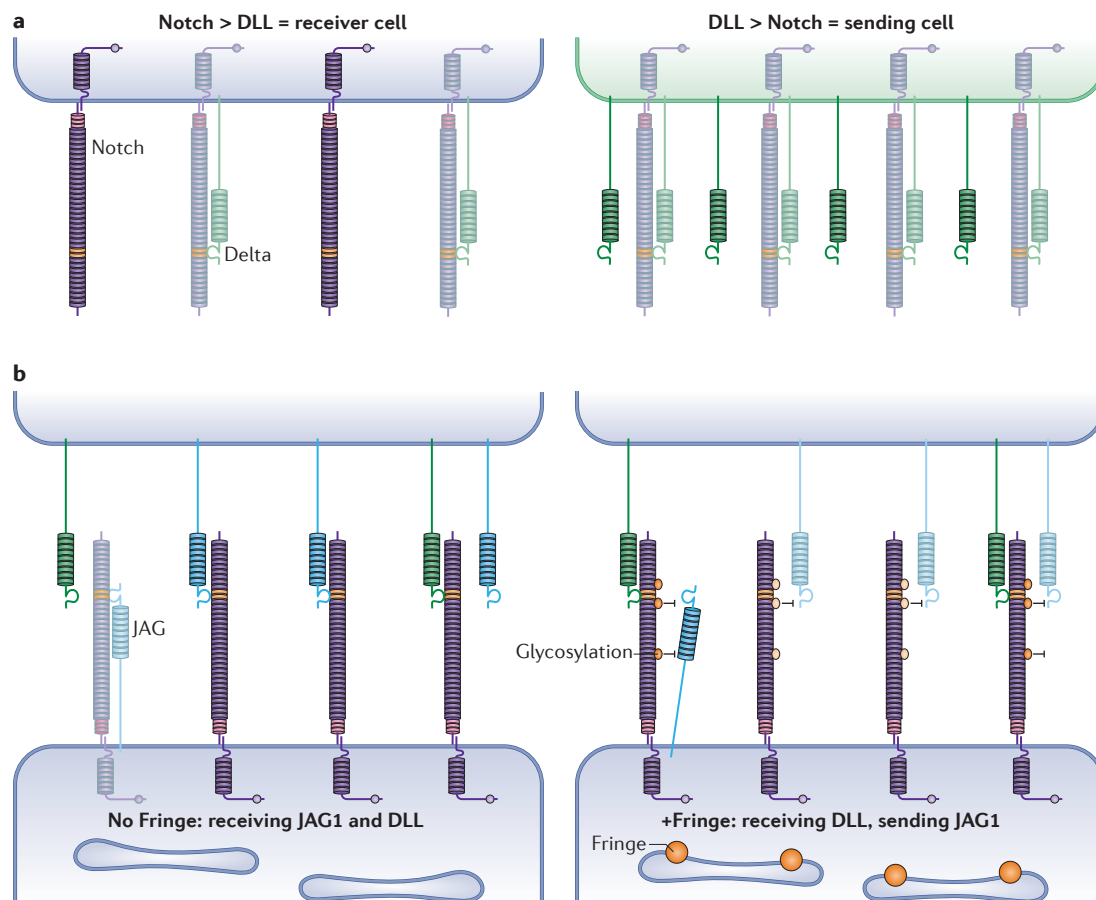 a
Notch > DLL = receiver cell
DLL > Notch = sending cell
Notch
Delta
b
JAG
Glycosylation
No Fringe: receiving JAG1 and DLL
+Fringe: receiving DLL, sending JAG1
Fringe